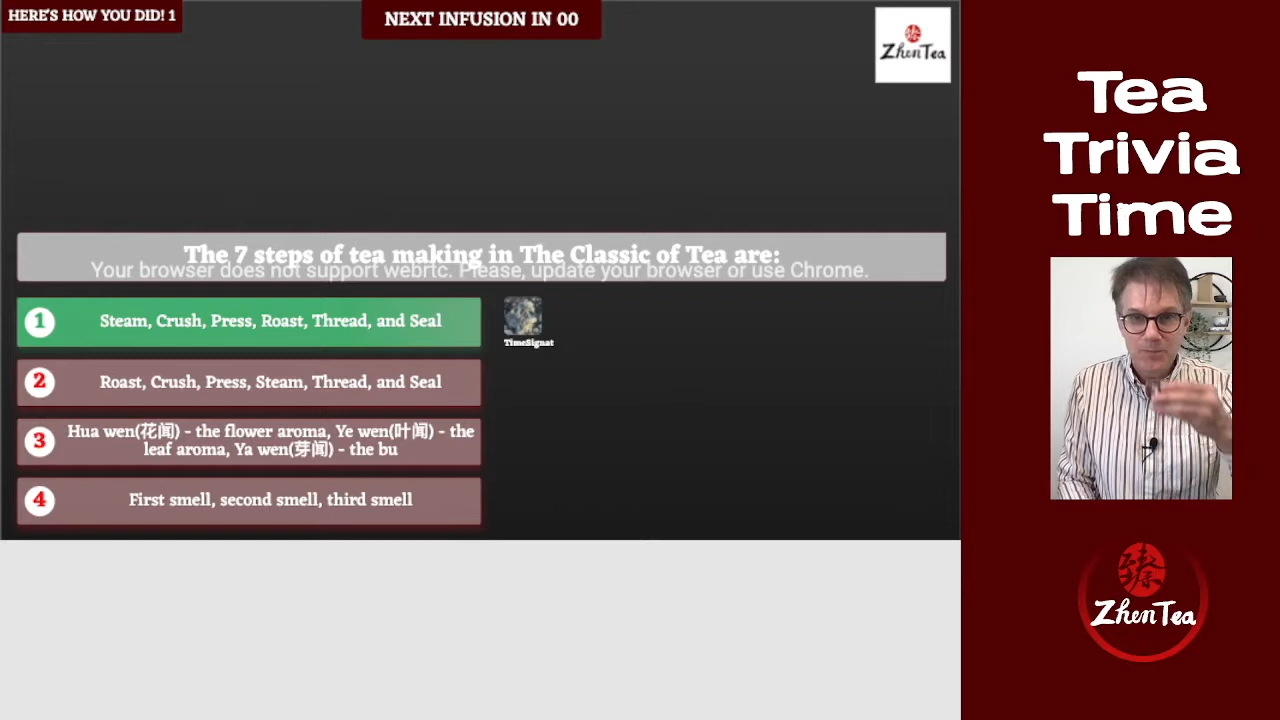 HERE'S HOW YOU DID! 1
NEXT INFUSION IN 00
ZhenTea
Tea
Trivia
Time
The 7 steps of tea making in The Classic of Tea are:
Your browser does not support webrtc. Please, update your browser or use Chrome.
1 Steam, Crush, Press, Roast, Thread, and Seal
TimeSignat
2 Roast, Crush, Press, Steam, Thread, and Seal
3 Hua wen(花闻) - the flower aroma, Ye wen(叶闻) - the
leaf aroma, Ya wen(芽闻) - the bu
4 First smell, second smell, third smell
臻
ZhenTea